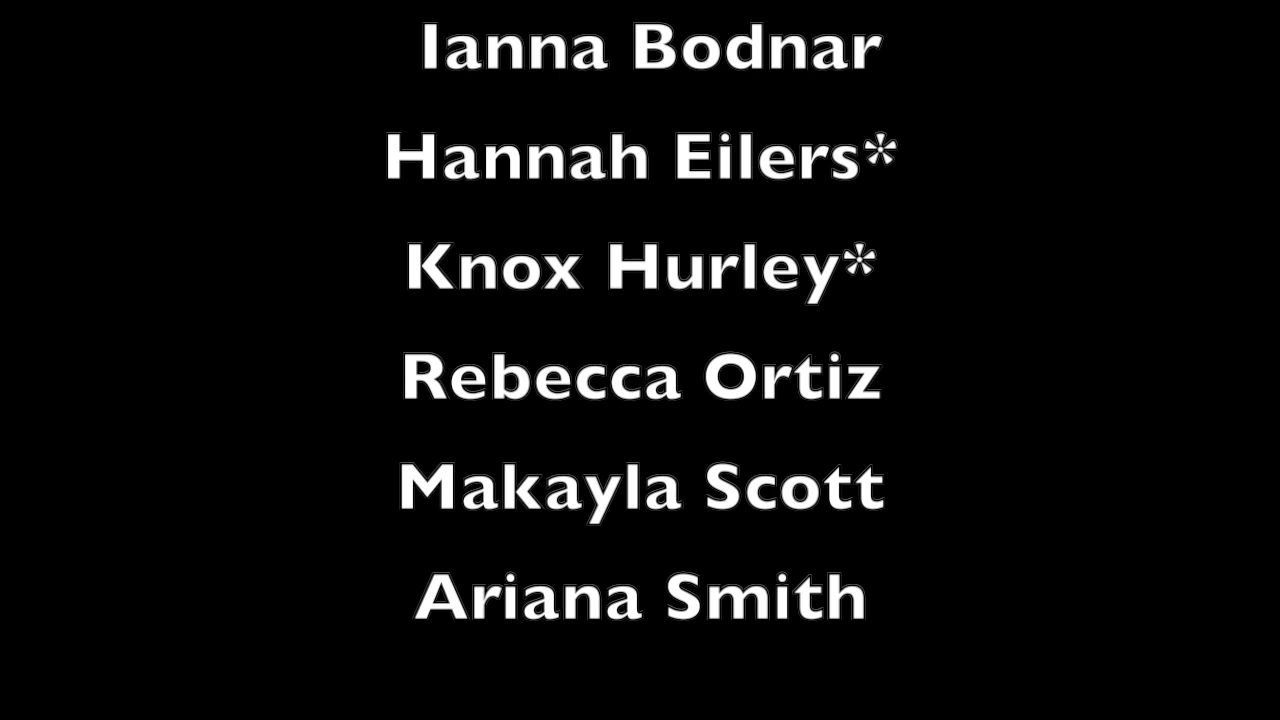 Ianna Bodnar
Hannah Eilers*
Knox Hurley*
Rebecca Ortiz
Makayla Scott
Ariana Smith